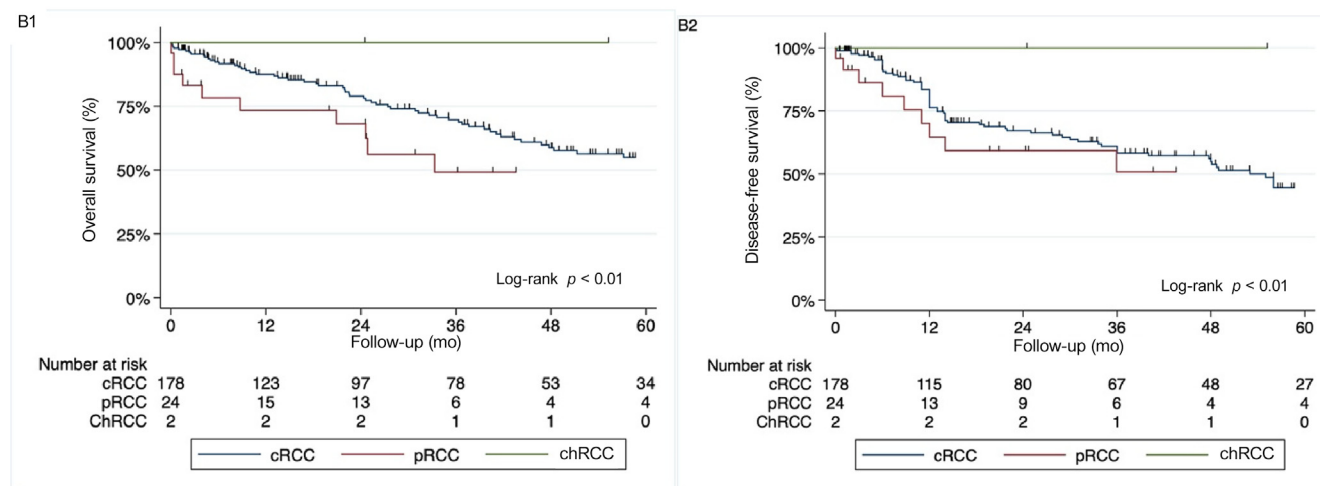 B1
Overall survival (%)
100%
75%
50%
25%
0%
Log-rank p < 0.01
0 12 24 36 48 60
Follow-up (mo)
Number at risk
cRCC 178 123 97 78 53 34
pRCC 24 15 13 6 4 4
ChRCC 2 2 2 1 1 0
cRCC pRCC chRCC
B2
Disease-free survival (%)
100%
75%
50%
25%
0%
Log-rank p < 0.01
0 12 24 36 48 60
Follow-up (mo)
Number at risk
cRCC 178 115 80 67 48 27
pRCC 24 13 9 6 4 4
ChRCC 2 2 2 1 1 0
cRCC pRCC chRCC